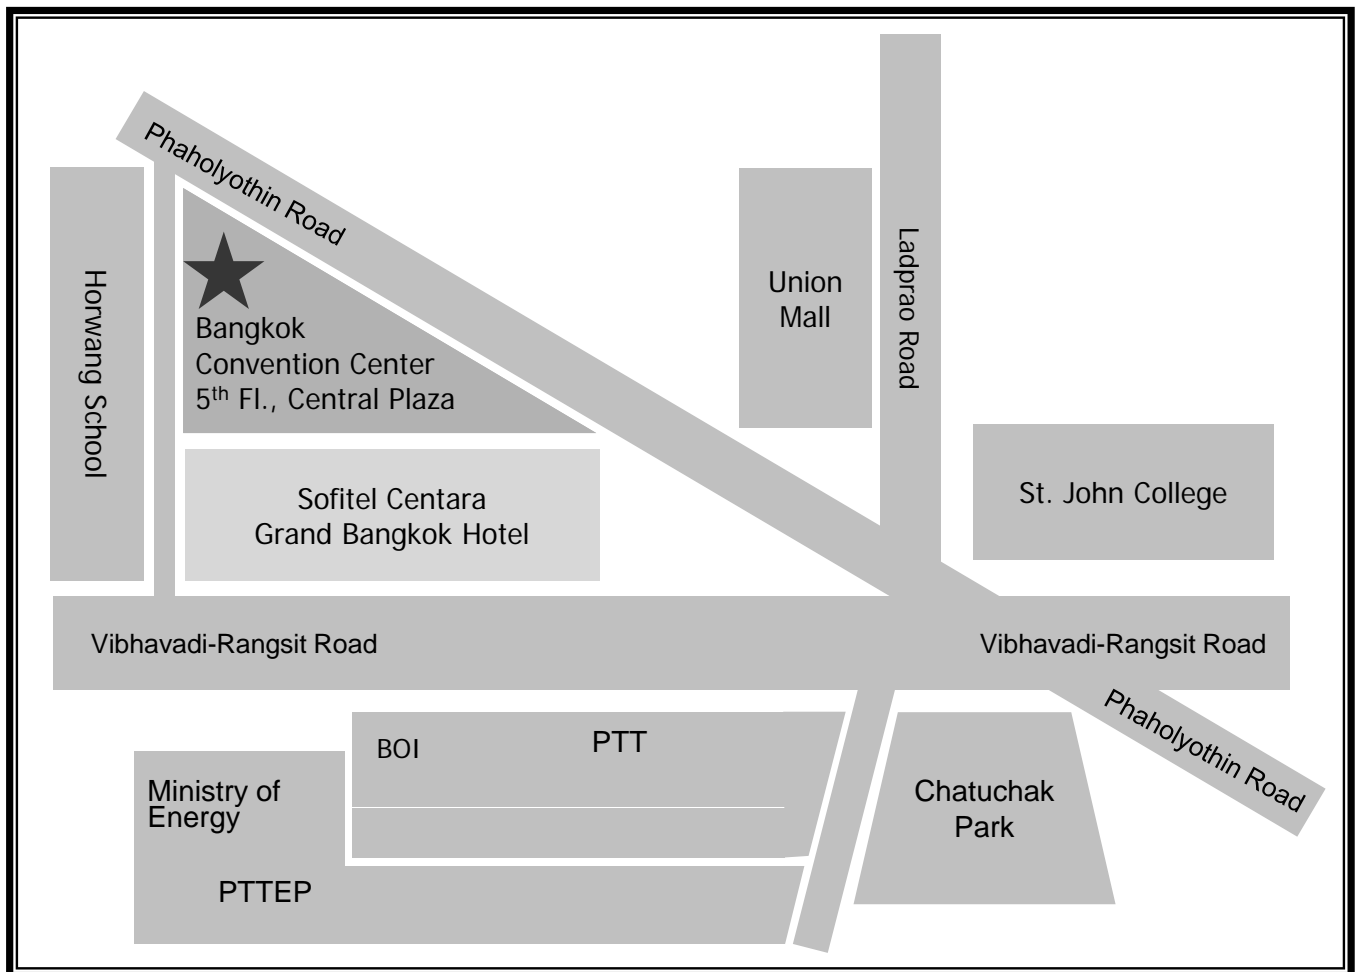 Phaholyothin Road
Horwang School
Bangkok
Convention Center
5th Fl., Central Plaza
Union
Mall
Ladprao Road
Sofitel Centara
Grand Bangkok Hotel
St. John College
Vibhavadi-Rangsit Road
Vibhavadi-Rangsit Road
Phaholyothin Road
BOI
PTT
Ministry of
Energy
Chatuchak
Park
PTTEP